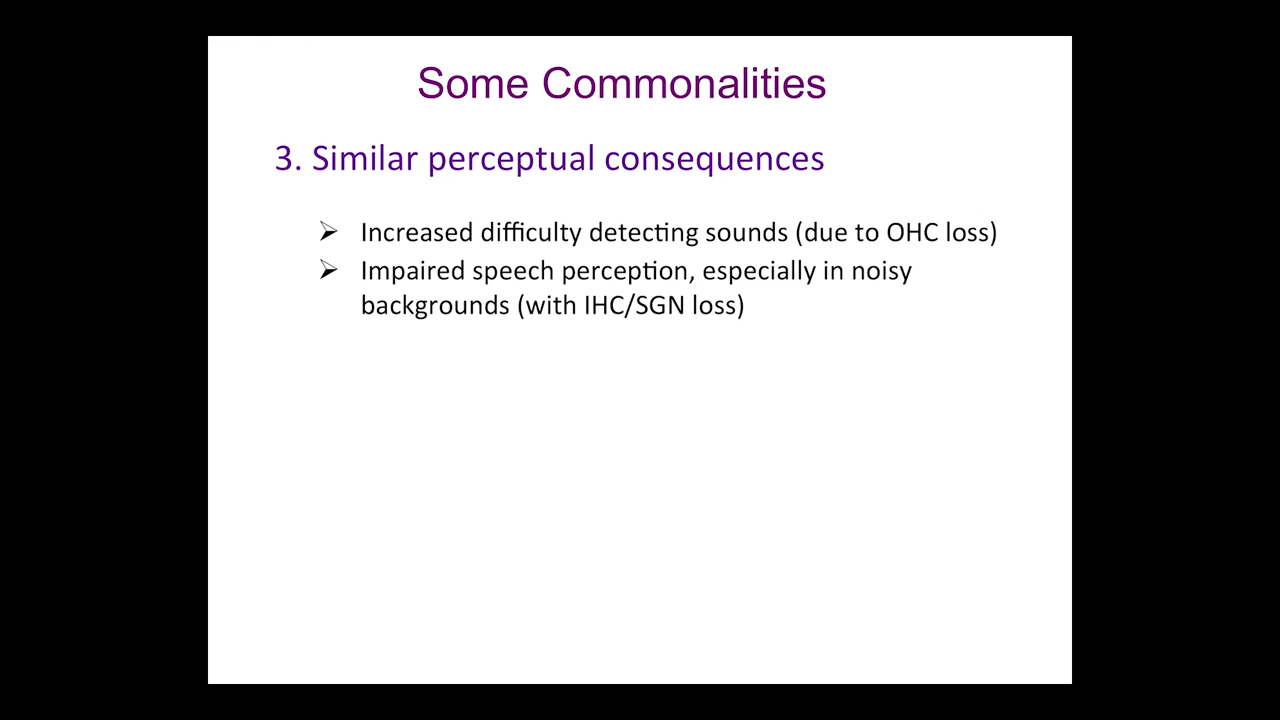 Some Commonalities
3. Similar perceptual consequences
➢ Increased difficulty detecting sounds (due to OHC loss)
➢ Impaired speech perception, especially in noisy
backgrounds (with IHC/SGN loss)